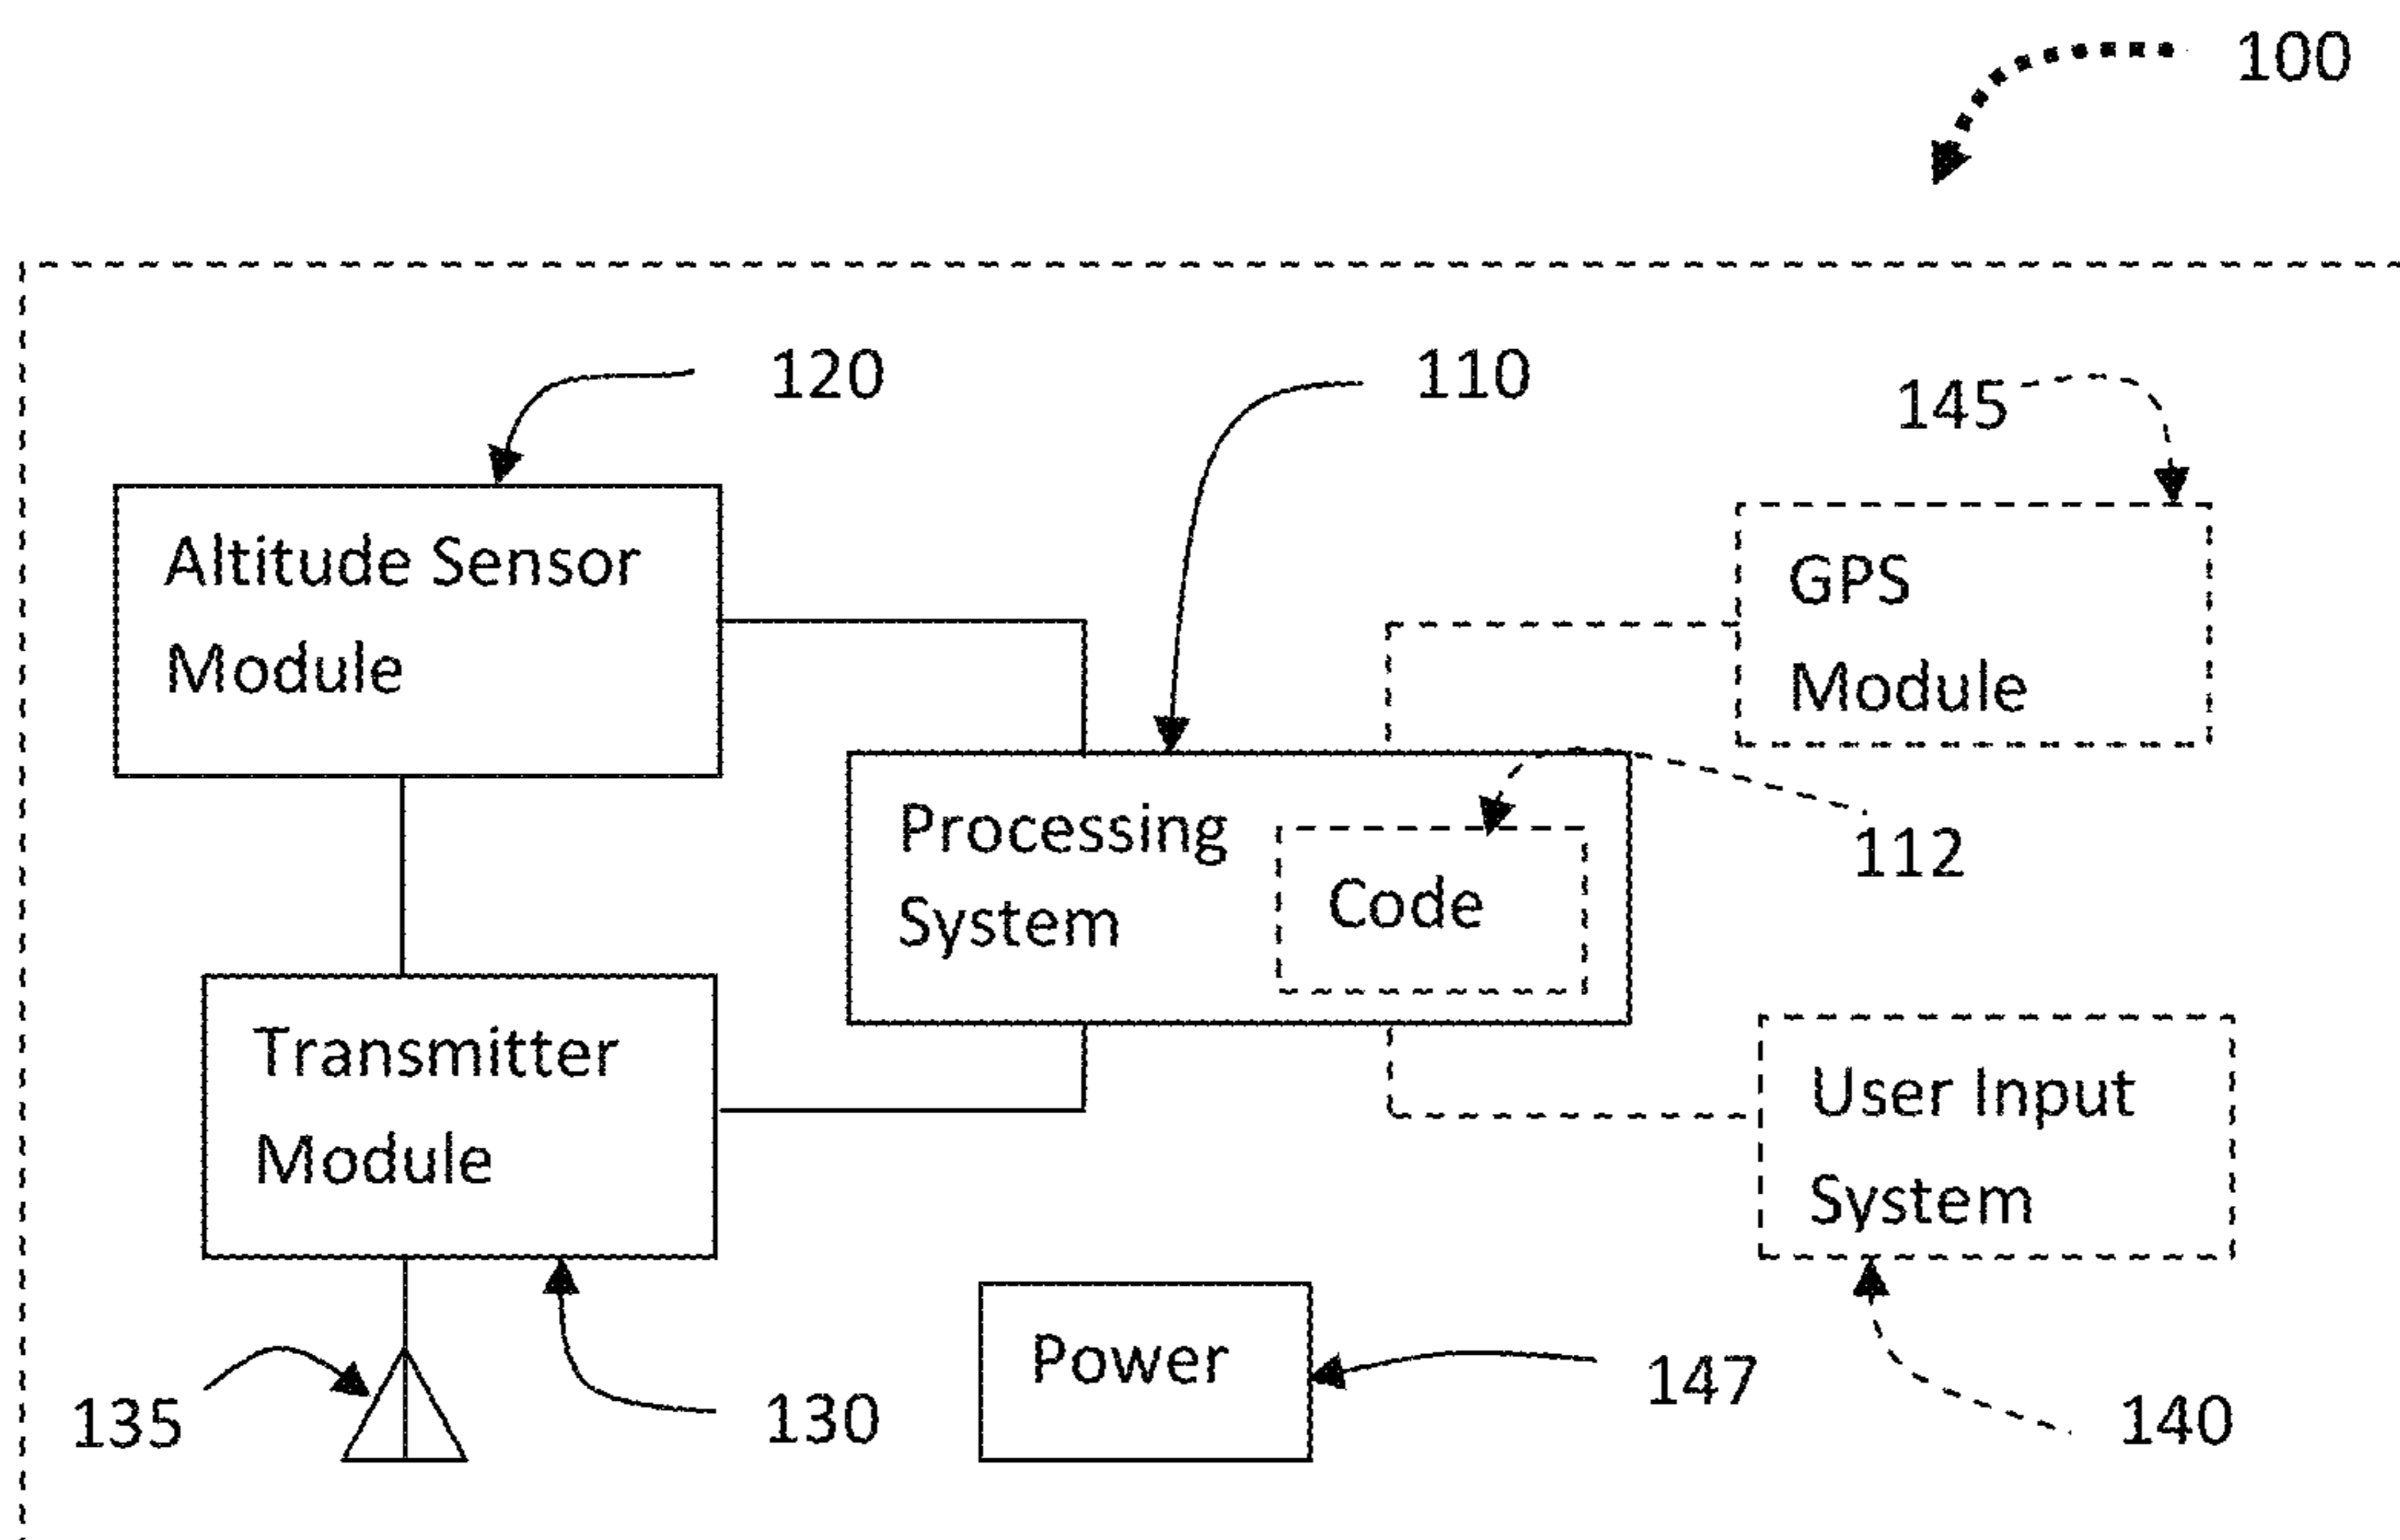 100
120
110
145
Altitude Sensor
Module
GPS
Module
Processing
System
Code
112
Transmitter
Module
User Input
System
Power
135
130
147
140